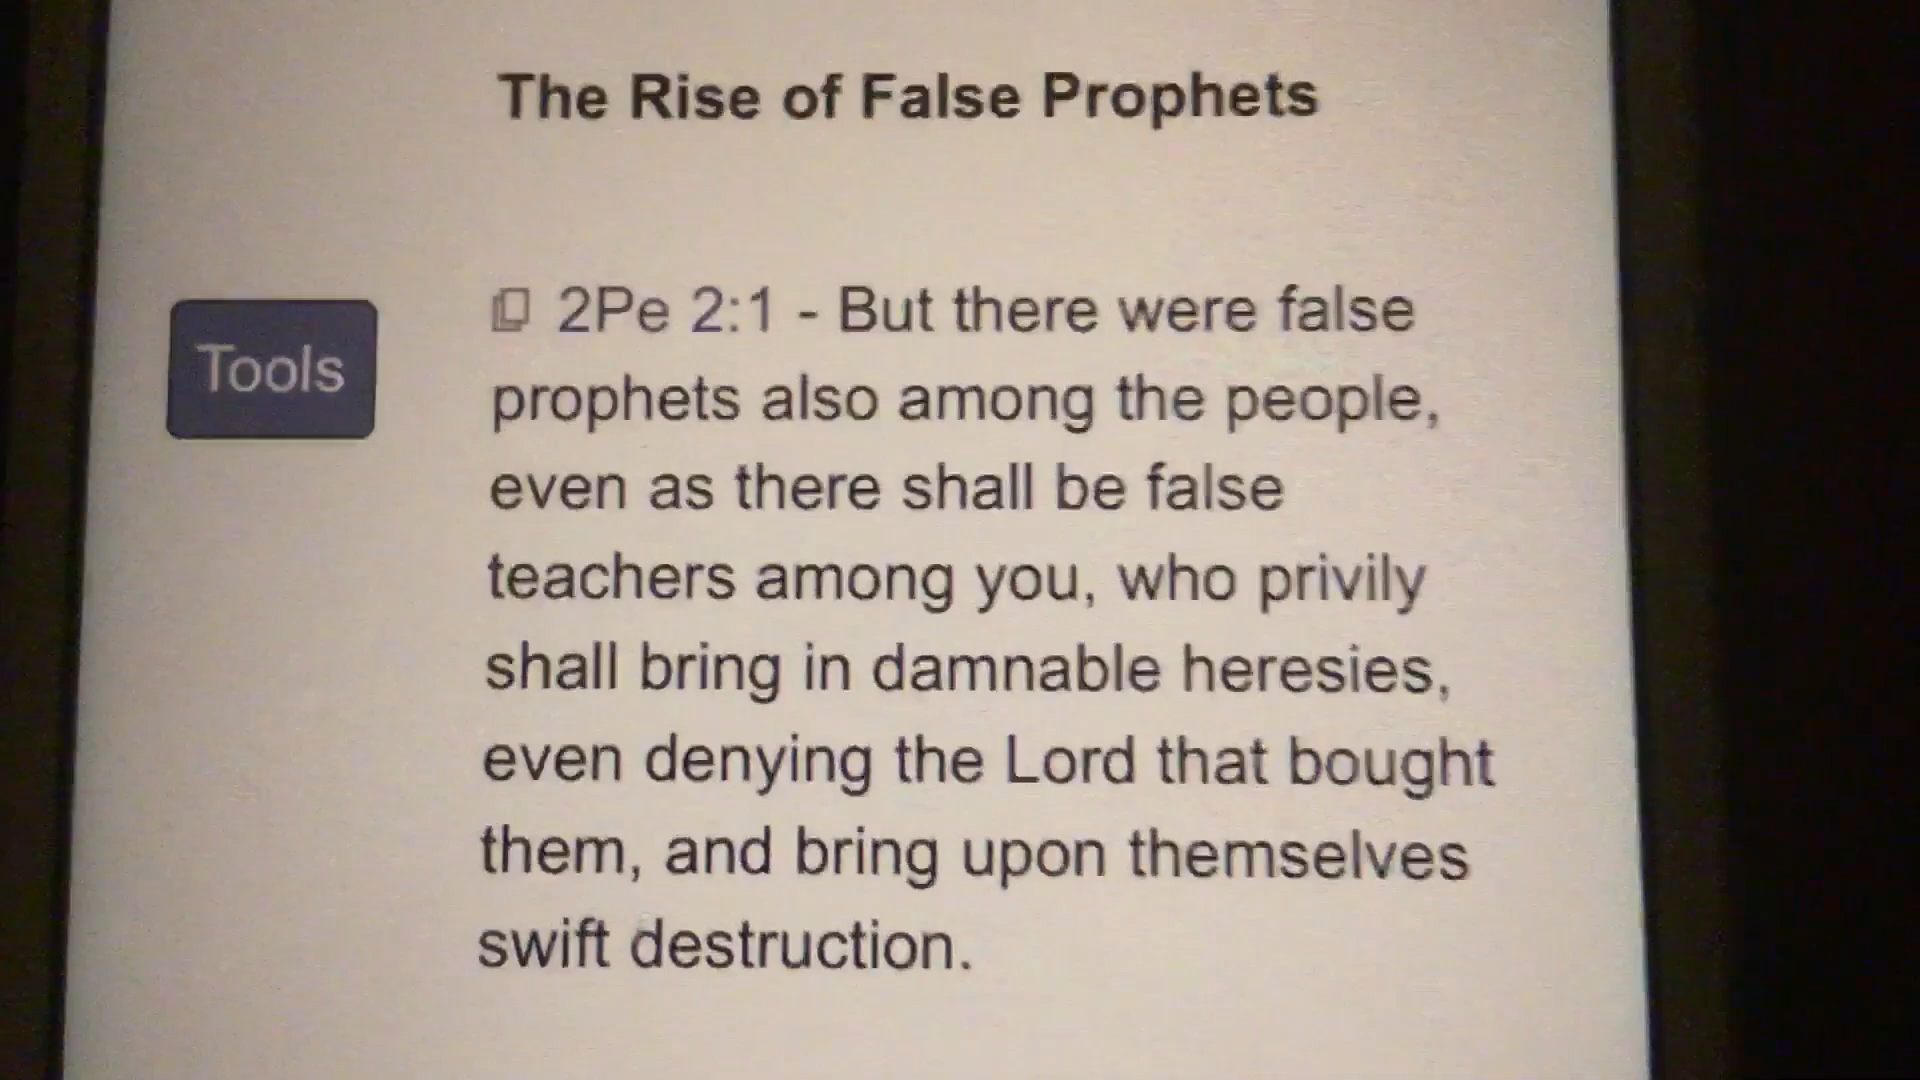 The Rise of False Prophets
Tools
2Pe 2:1 - But there were false
prophets also among the people,
even as there shall be false
teachers among you, who privily
shall bring in damnable heresies,
even denying the Lord that bought
them, and bring upon themselves
swift destruction.